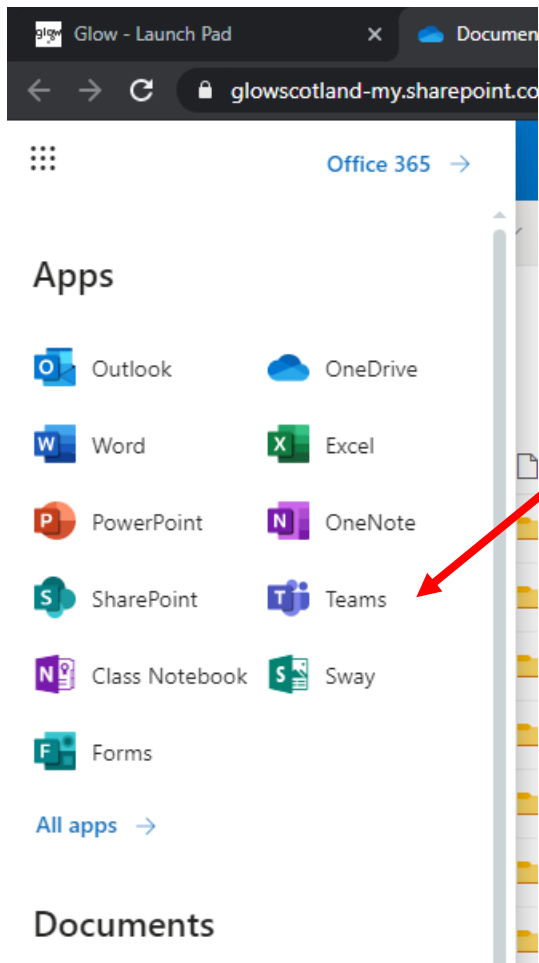 glow Glow - Launch Pad Documen
glowscotland-my.sharepoint.co
Office 365 →
Apps
Outlook OneDrive
Word Excel
PowerPoint OneNote
SharePoint Teams
Class Notebook Sway
Forms
All apps →
Documents